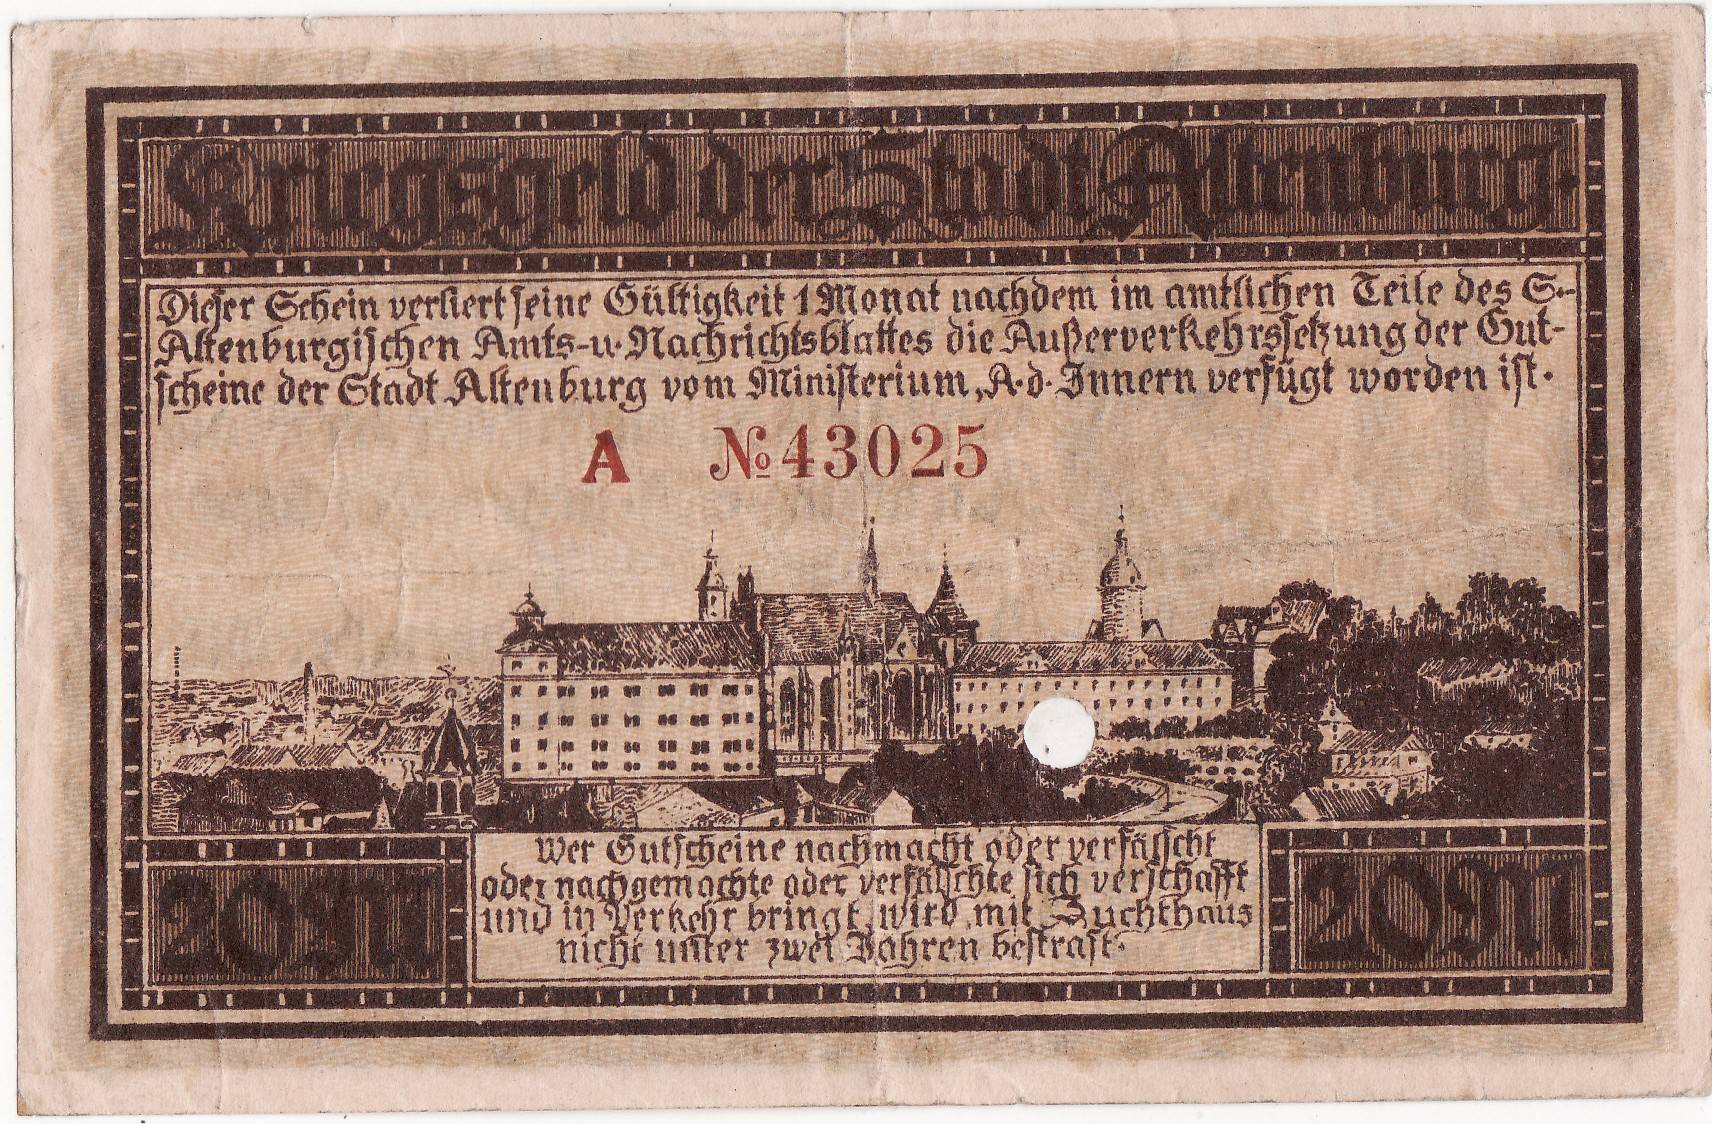 Kriegsgeld der Stadt Altenburg.
Dieser Schein verliert seine Gültigkeit 1 Monat nachdem im amtlichen Teile des S.-
Altenburgischen Amts- u. Nachrichtsblattes die Außerverkehrssetzung der Gut-
scheine der Stadt Altenburg vom Ministerium, A. d. Innern verfügt worden ist.
A № 43025
Wer Gutscheine nachmacht oder verfälscht
oder nachgemachte oder verfälschte sich verschafft
und in Verkehr bringt, wird mit Zuchthaus
nicht unter zwei Jahren bestraft.
20 M
20 M